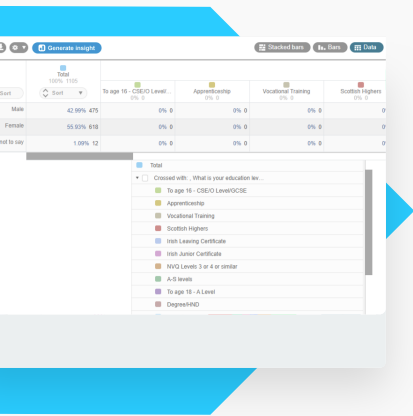 Generate insight
Stacked bars Bars Data
Total
100% 1105
Sort Sort
To age 16 - CSE/O Level/... Apprenticeship Vocational Training Scottish Highers
0% 0 0% 0 0% 0 0% 0
Male 42.99% 475 0% 0 0% 0 0% 0
Female 55.93% 618 0% 0 0% 0 0% 0
not to say 1.09% 12 0% 0 0% 0 0% 0
Total
Crossed with: . What is your education lev...
To age 16 - CSE/O Level/GCSE
Apprenticeship
Vocational Training
Scottish Highers
Irish Leaving Certificate
Irish Junior Certificate
NVQ Levels 3 or 4 or similar
A-S levels
To age 18 - A Level
Degree/HND